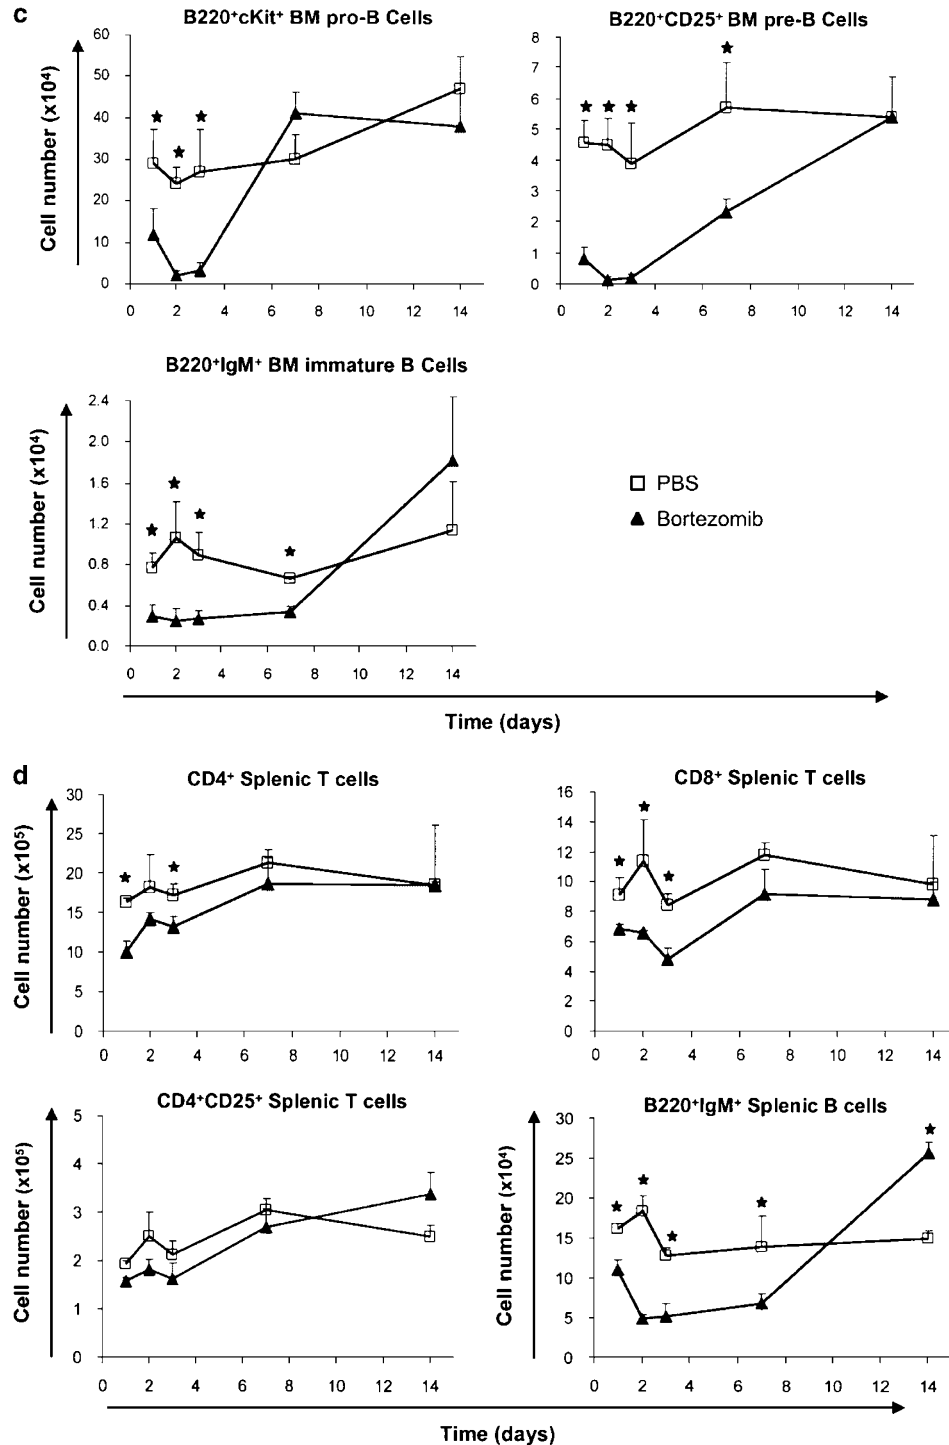 c
B220⁺cKit⁺ BM pro-B Cells
Cell number (x10⁴)
60
50
40
30
20
10
0
0 2 4 6 8 10 12 14
B220⁺CD25⁺ BM pre-B Cells
8
7
6
5
4
3
2
1
0
0 2 4 6 8 10 12 14
B220⁺IgM⁺ BM immature B Cells
Cell number (x10⁴)
2.4
2.0
1.6
1.2
0.8
0.4
0.0
0 2 4 6 8 10 12 14
PBS
Bortezomib
Time (days)
d
CD4⁺ Splenic T cells
Cell number (x10⁵)
30
25
20
15
10
5
0
0 2 4 6 8 10 12 14
CD8⁺ Splenic T cells
16
14
12
10
8
6
4
2
0
0 2 4 6 8 10 12 14
CD4⁺CD25⁺ Splenic T cells
Cell number (x10⁵)
5
4
3
2
1
0
0 2 4 6 8 10 12 14
B220⁺IgM⁺ Splenic B cells
Cell number (x10⁴)
30
25
20
15
10
5
0
0 2 4 6 8 10 12 14
Time (days)